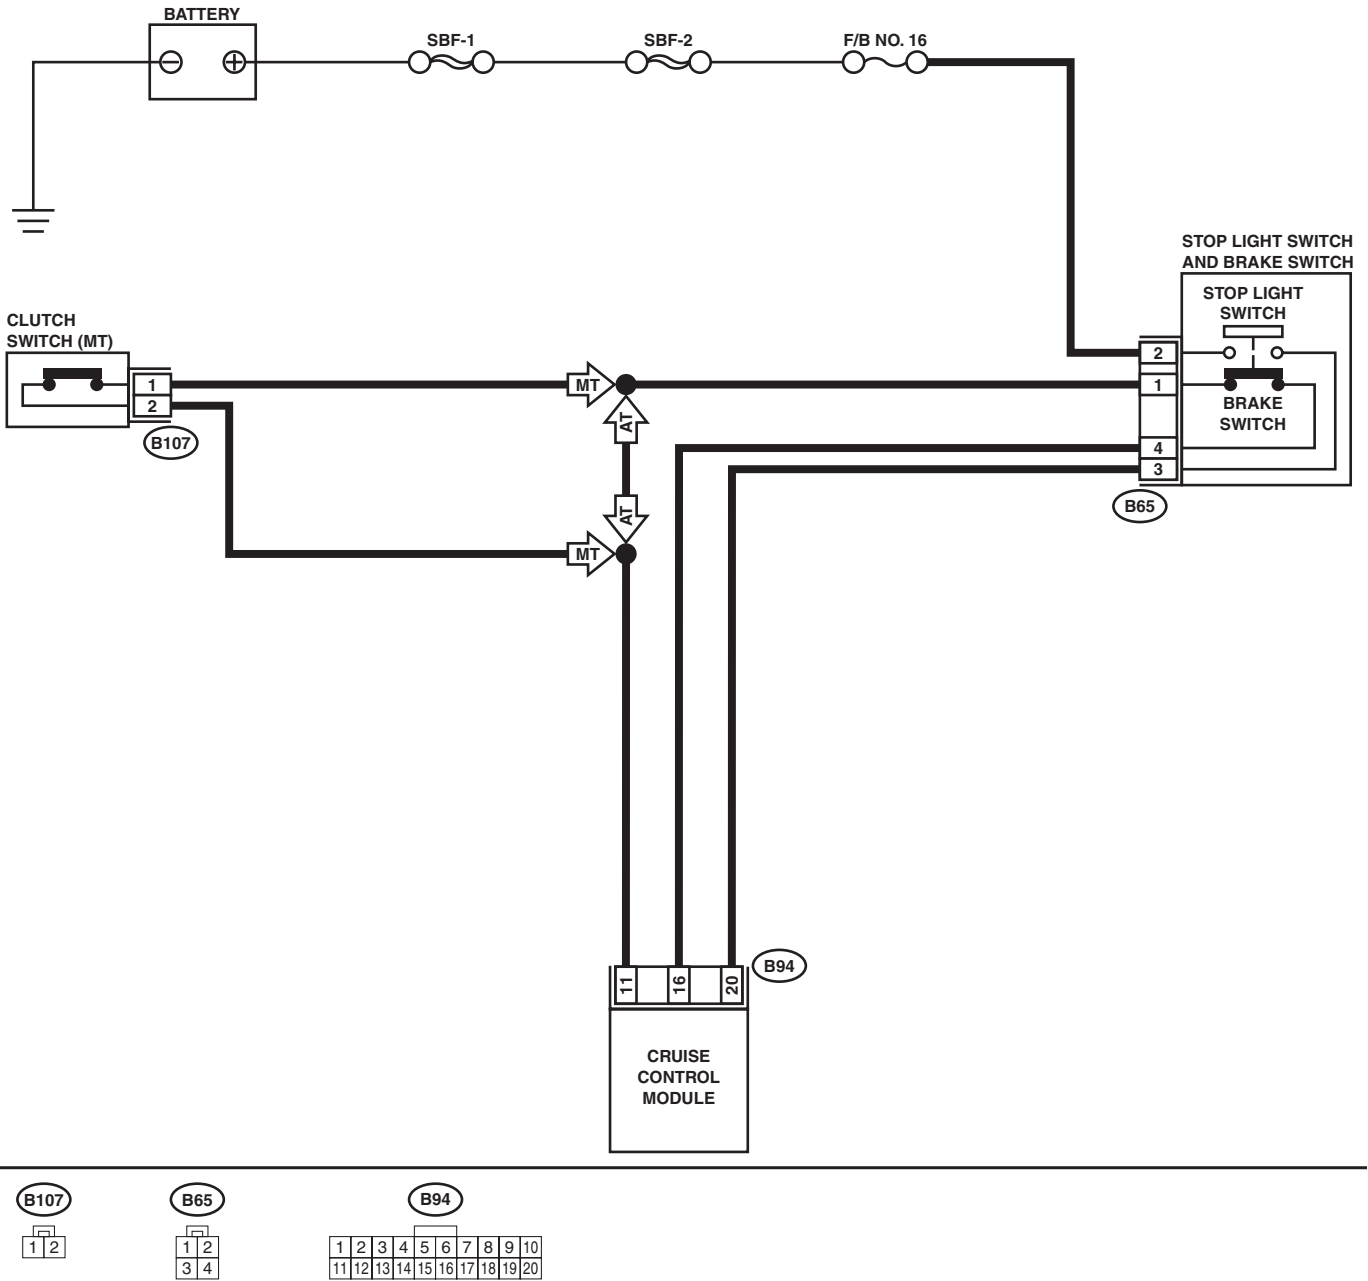 BATTERY
SBF-1
SBF-2
F/B NO. 16
STOP LIGHT SWITCH
AND BRAKE SWITCH
STOP LIGHT
SWITCH
BRAKE
SWITCH
2
1
4
3
B65
CLUTCH
SWITCH (MT)
1
2
B107
MT
AT
AT
MT
11
16
20
B94
CRUISE
CONTROL
MODULE
B107
1 2
B65
1 2
3 4
B94
1 2 3 4 5 6 7 8 9 10
11 12 13 14 15 16 17 18 19 20